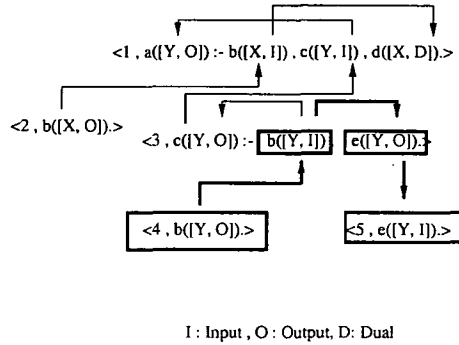 <1 , a([Y, O]) :- b([X, I]) , c([Y, I]) , d([X, D]).>
<2 , b([X, O]).>
<3 , c([Y, O]) :- b([Y, I]) e([Y, O]).>
<4 , b([Y, O]).>
<5 , e([Y, I]).>
I : Input , O : Output, D: Dual